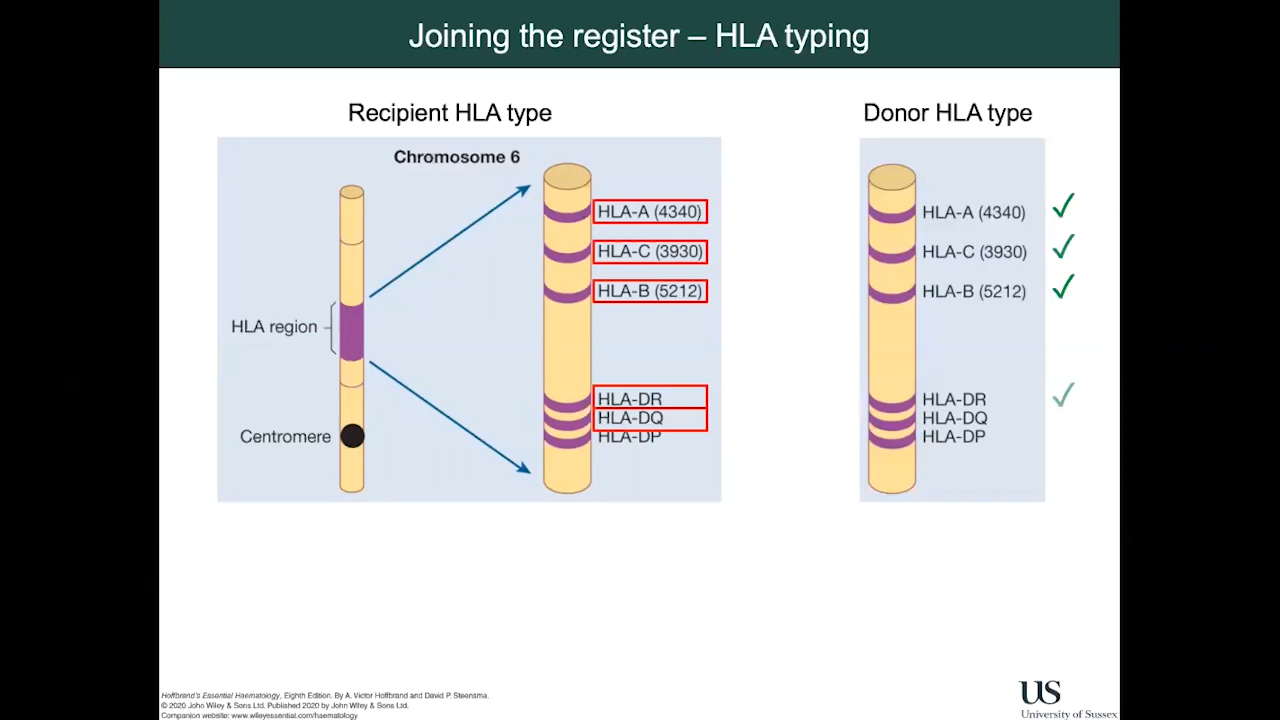 Joining the register – HLA typing
Recipient HLA type
Donor HLA type
Chromosome 6
HLA-A (4340)
HLA-C (3930)
HLA-B (5212)
HLA region
HLA-DR
HLA-DQ
HLA-DP
Centromere
HLA-A (4340)
HLA-C (3930)
HLA-B (5212)
HLA-DR
HLA-DQ
HLA-DP
Hoffbrand's Essential Haematology, Eighth Edition. By A. Victor Hoffbrand and David P. Steensma.
© 2020 John Wiley & Sons Ltd. Published 2020 by John Wiley & Sons Ltd.
Companion website: www.wileyessential.com/haematology
US
University of Sussex